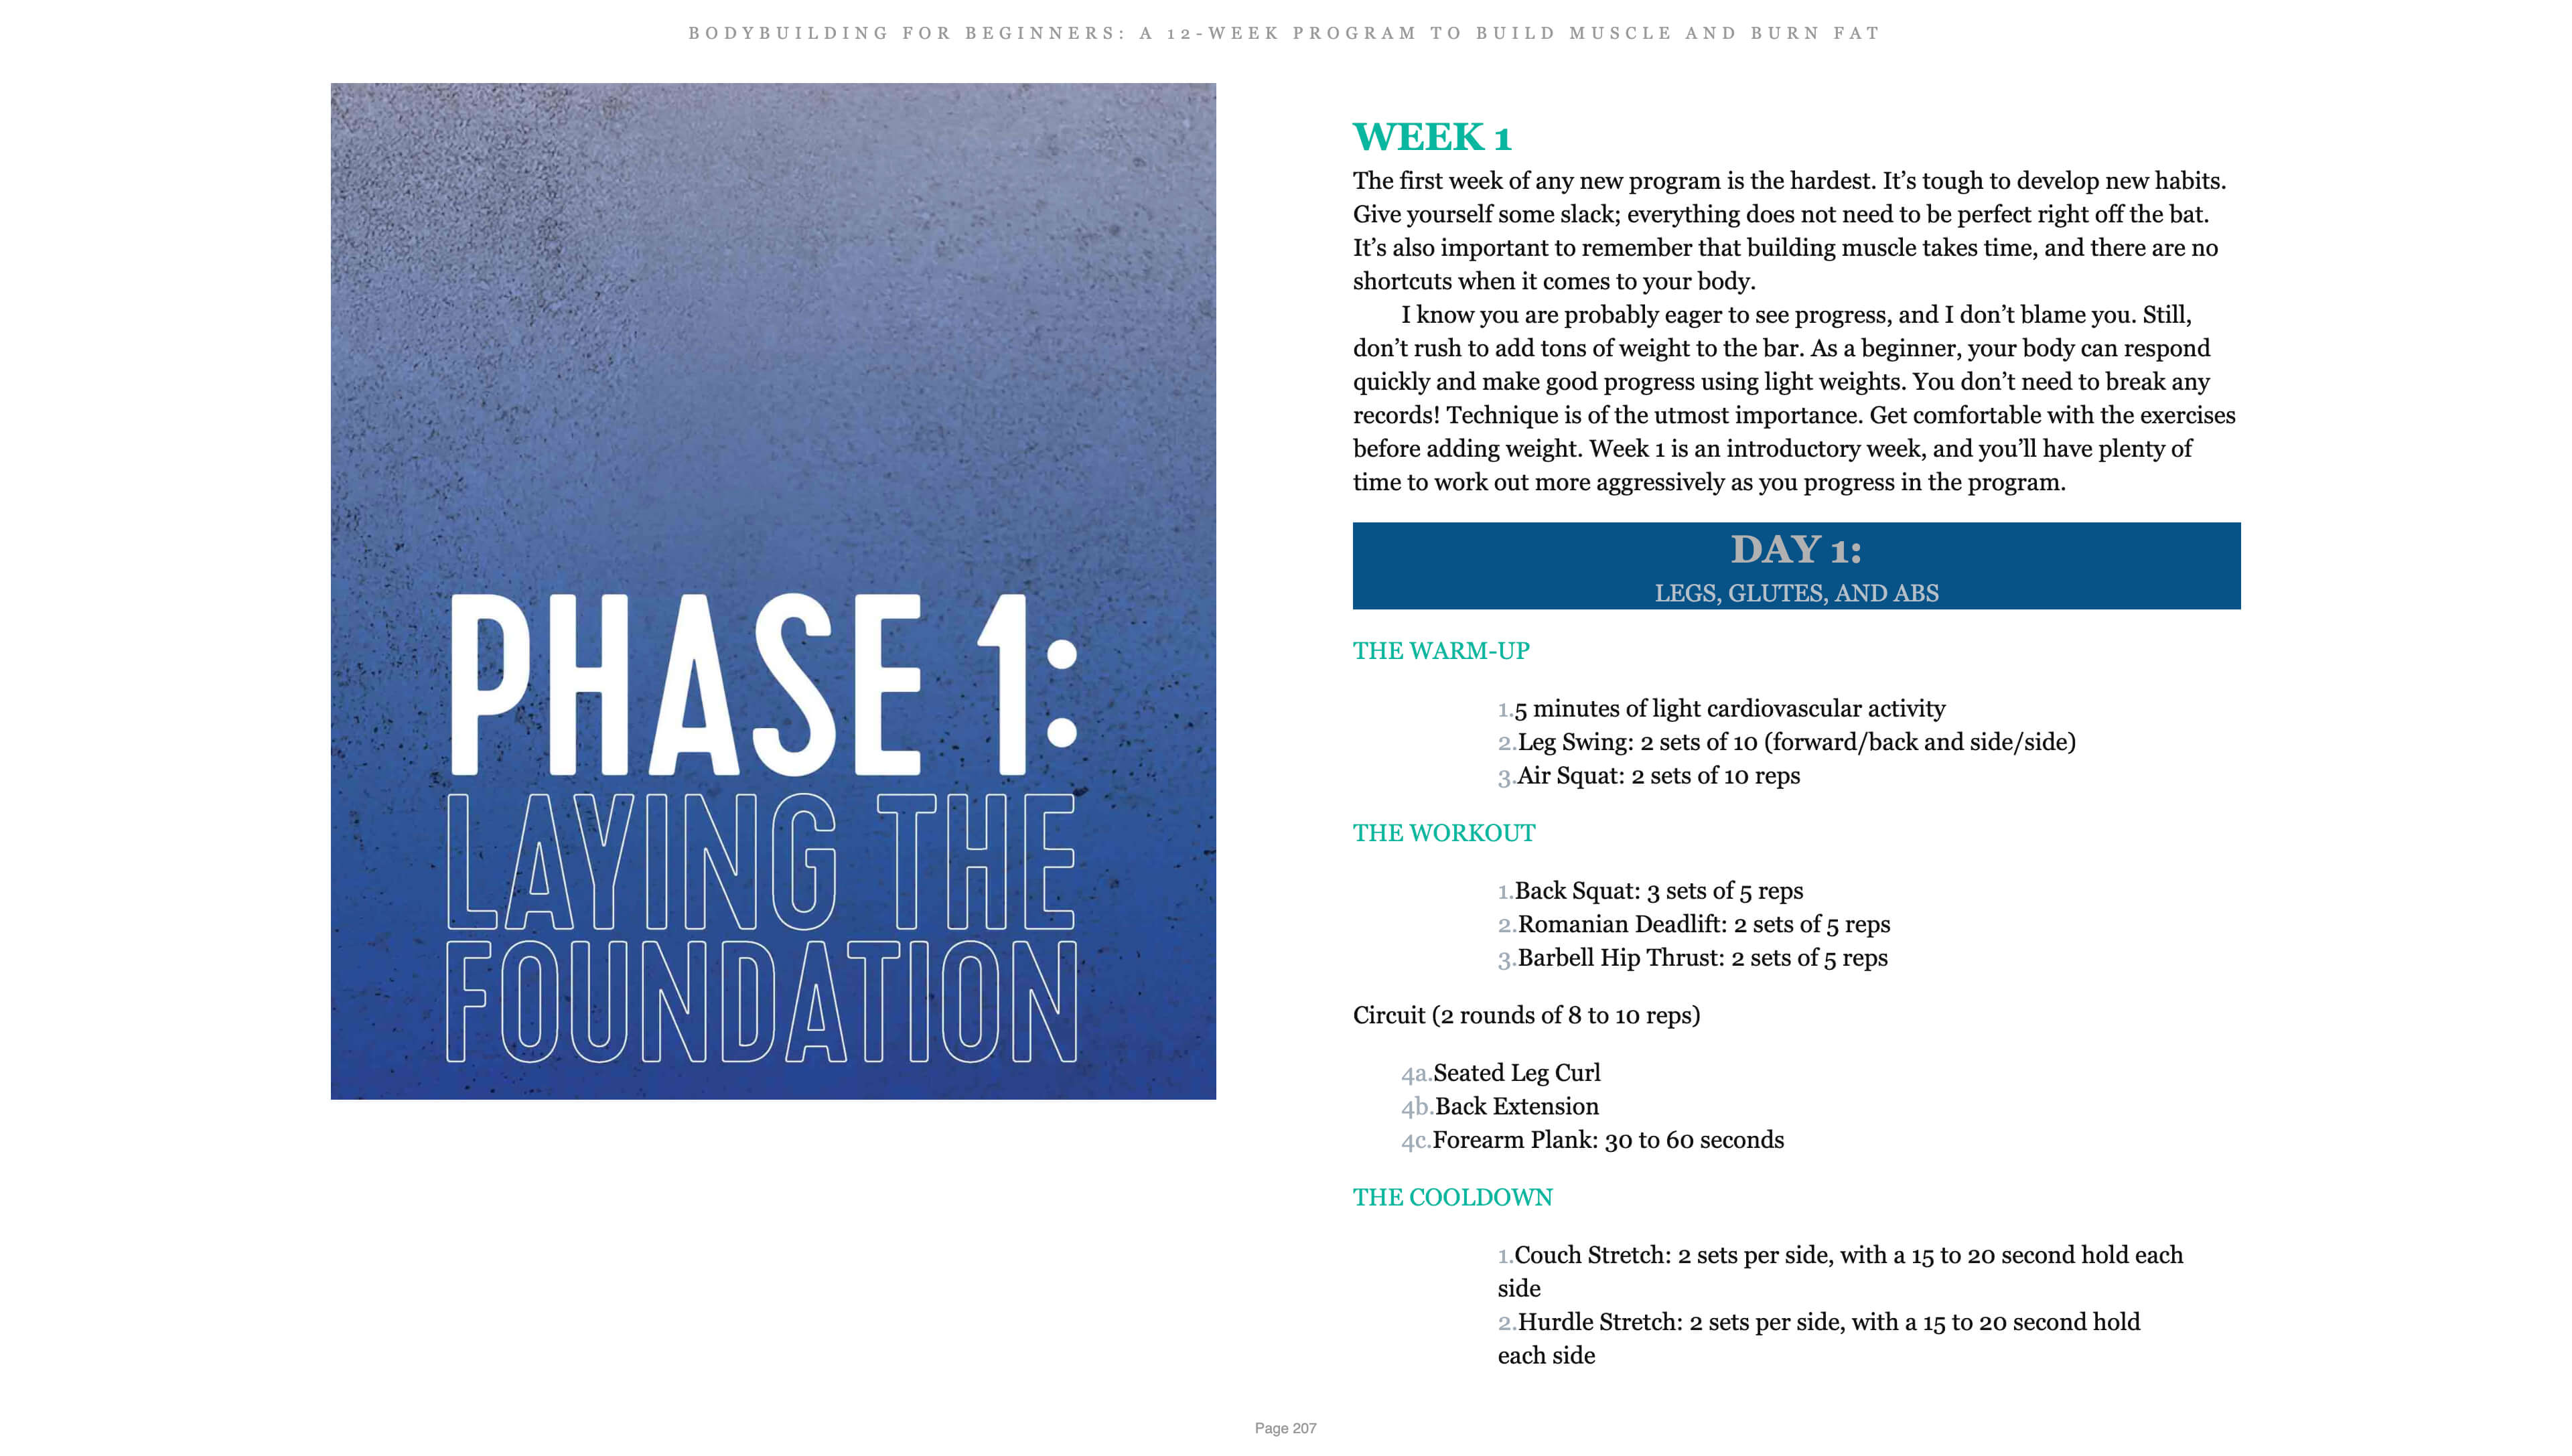 BODYBUILDING FOR BEGINNERS: A 12-WEEK PROGRAM TO BUILD MUSCLE AND BURN FAT
PHASE 1:
LAYING THE
FOUNDATION
WEEK 1
The first week of any new program is the hardest. It’s tough to develop new habits.
Give yourself some slack; everything does not need to be perfect right off the bat.
It’s also important to remember that building muscle takes time, and there are no
shortcuts when it comes to your body.
I know you are probably eager to see progress, and I don’t blame you. Still,
don’t rush to add tons of weight to the bar. As a beginner, your body can respond
quickly and make good progress using light weights. You don’t need to break any
records! Technique is of the utmost importance. Get comfortable with the exercises
before adding weight. Week 1 is an introductory week, and you’ll have plenty of
time to work out more aggressively as you progress in the program.
DAY 1:
LEGS, GLUTES, AND ABS
THE WARM-UP
1.5 minutes of light cardiovascular activity
2.Leg Swing: 2 sets of 10 (forward/back and side/side)
3.Air Squat: 2 sets of 10 reps
THE WORKOUT
1.Back Squat: 3 sets of 5 reps
2.Romanian Deadlift: 2 sets of 5 reps
3.Barbell Hip Thrust: 2 sets of 5 reps
Circuit (2 rounds of 8 to 10 reps)
4a.Seated Leg Curl
4b.Back Extension
4c.Forearm Plank: 30 to 60 seconds
THE COOLDOWN
1.Couch Stretch: 2 sets per side, with a 15 to 20 second hold each
side
2.Hurdle Stretch: 2 sets per side, with a 15 to 20 second hold
each side
Page 207